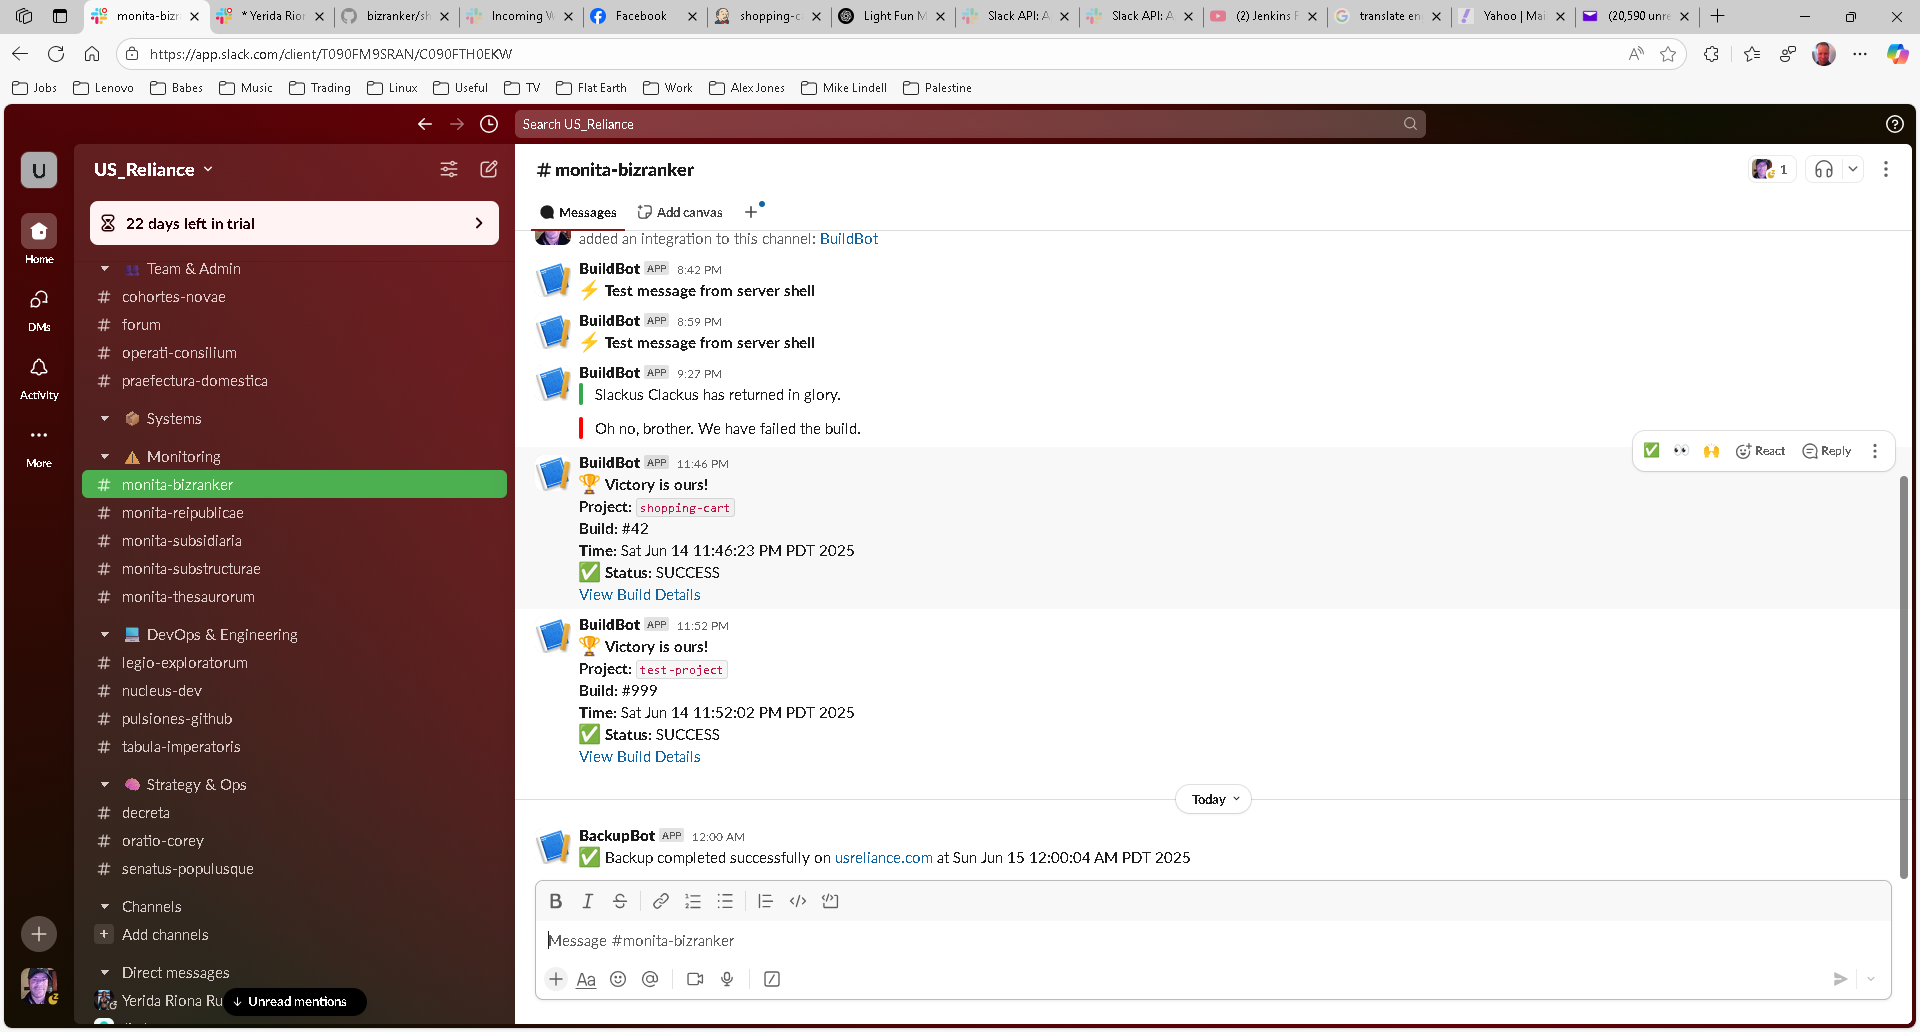 monita-bizr
* Yerida Rion
bizranker/sh
Incoming W
Facebook
shopping-ca
Light Fun M
Slack API: A
Slack API: A
(2) Jenkins F
translate en
Yahoo | Mai
(20,590 unre
https://app.slack.com/client/T090FM9SRAN/C090FTH0EKW
Jobs
Lenovo
Babes
Music
Trading
Linux
Useful
TV
Flat Earth
Work
Alex Jones
Mike Lindell
Palestine
Search US_Reliance
U
Home
DMs
Activity
More
US_Reliance
22 days left in trial
Team & Admin
# cohortes-novae
# forum
# operati-consilium
# praefectura-domestica
Systems
Monitoring
# monita-bizranker
# monita-reipublicae
# monita-subsidiaria
# monita-substructurae
# monita-thesaurorum
DevOps & Engineering
# legio-exploratorum
# nucleus-dev
# pulsiones-github
# tabula-imperatoris
Strategy & Ops
# decreta
# oratio-corey
# senatus-populusque
Channels
+ Add channels
Direct messages
Yerida Riona Ru
↓ Unread mentions
# monita-bizranker
1
Messages
Add canvas
added an integration to this channel: BuildBot
BuildBot APP 8:42 PM
⚡ Test message from server shell
BuildBot APP 8:59 PM
⚡ Test message from server shell
BuildBot APP 9:27 PM
Slackus Clackus has returned in glory.
Oh no, brother. We have failed the build.
React
Reply
BuildBot APP 11:46 PM
🏆 Victory is ours!
Project: shopping-cart
Build: #42
Time: Sat Jun 14 11:46:23 PM PDT 2025
✅ Status: SUCCESS
View Build Details
BuildBot APP 11:52 PM
🏆 Victory is ours!
Project: test-project
Build: #999
Time: Sat Jun 14 11:52:02 PM PDT 2025
✅ Status: SUCCESS
View Build Details
Today
BackupBot APP 12:00 AM
✅ Backup completed successfully on usreliance.com at Sun Jun 15 12:00:04 AM PDT 2025
B I S
Message #monita-bizranker
Aa